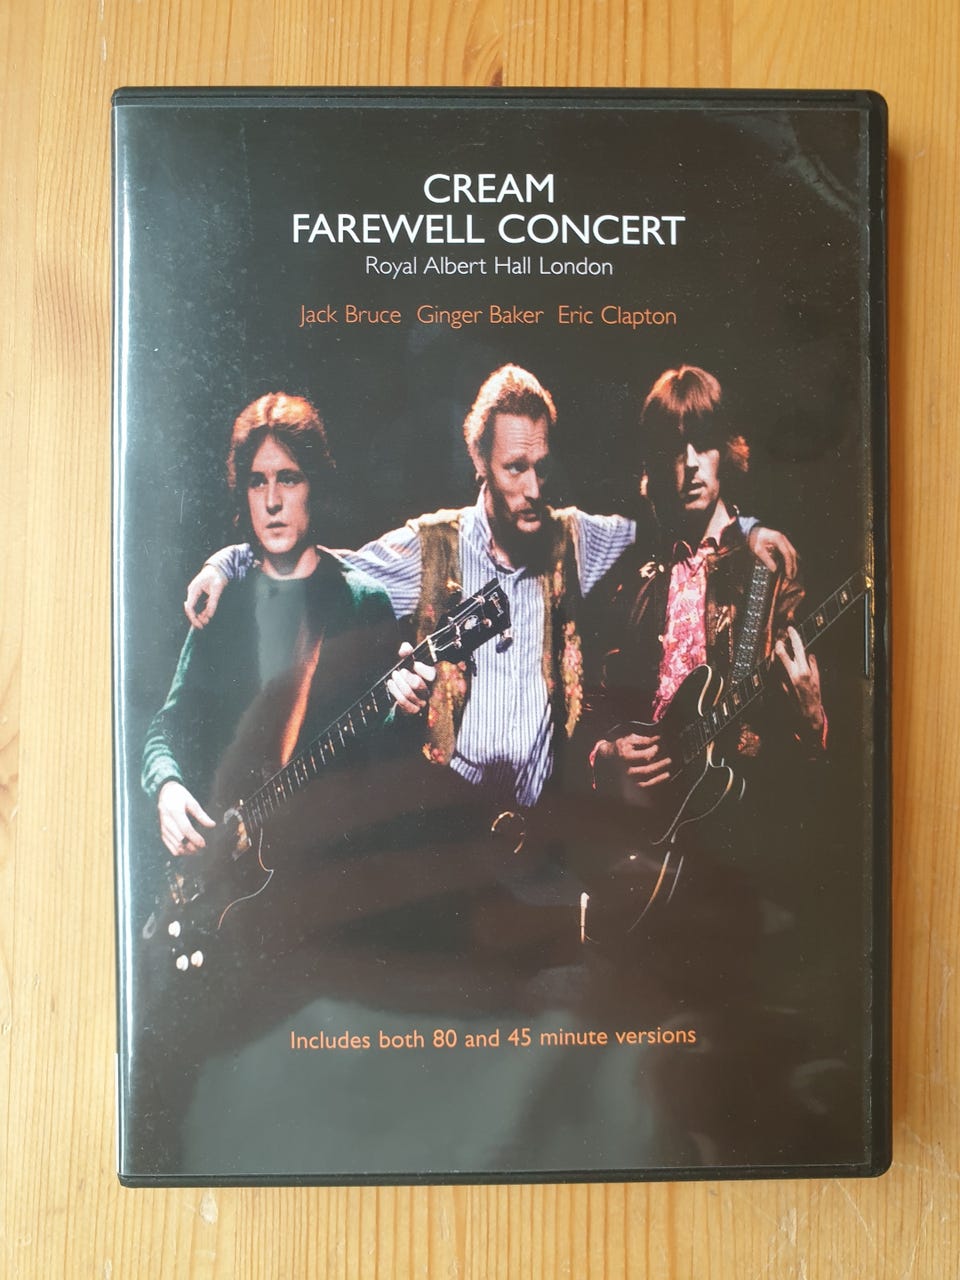 CREAM
FAREWELL CONCERT
Royal Albert Hall London
Jack Bruce Ginger Baker Eric Clapton
Includes both 80 and 45 minute versions